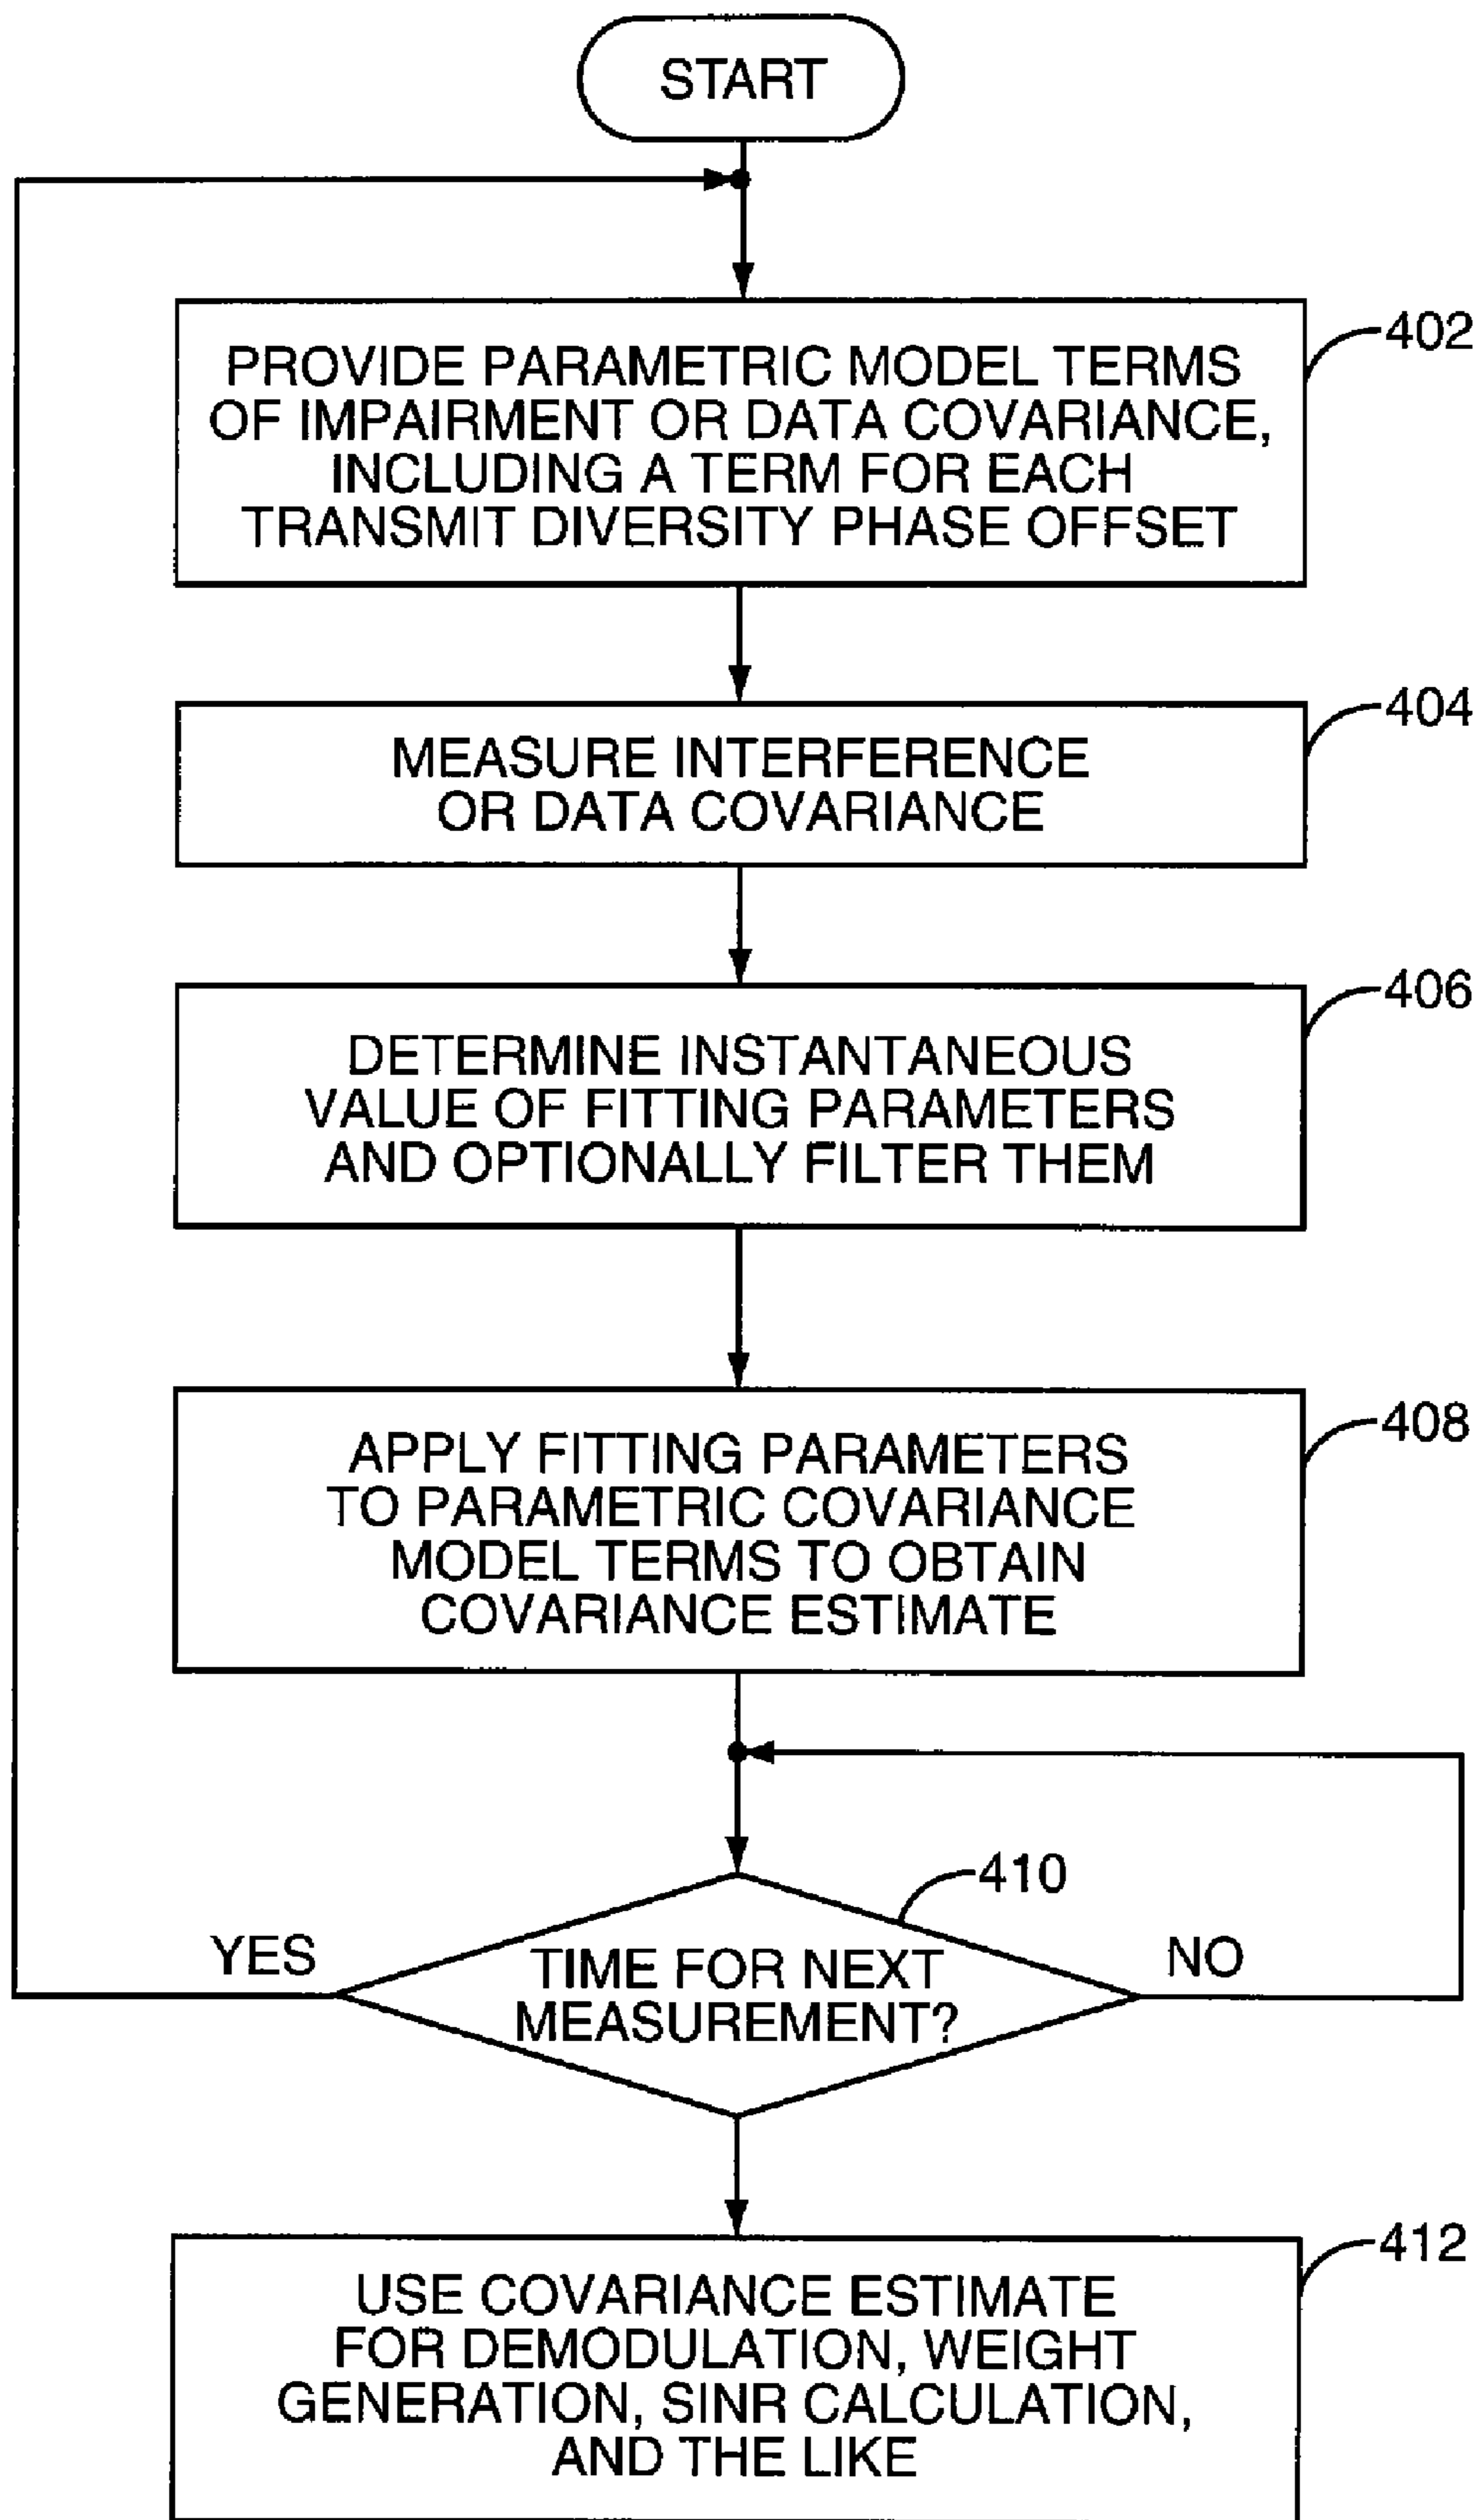 START
PROVIDE PARAMETRIC MODEL TERMS
OF IMPAIRMENT OR DATA COVARIANCE,
INCLUDING A TERM FOR EACH
TRANSMIT DIVERSITY PHASE OFFSET
402
MEASURE INTERFERENCE
OR DATA COVARIANCE
404
DETERMINE INSTANTANEOUS
VALUE OF FITTING PARAMETERS
AND OPTIONALLY FILTER THEM
406
APPLY FITTING PARAMETERS
TO PARAMETRIC COVARIANCE
MODEL TERMS TO OBTAIN
COVARIANCE ESTIMATE
408
410
YES
TIME FOR NEXT
MEASUREMENT?
NO
USE COVARIANCE ESTIMATE
FOR DEMODULATION, WEIGHT
GENERATION, SINR CALCULATION,
AND THE LIKE
412